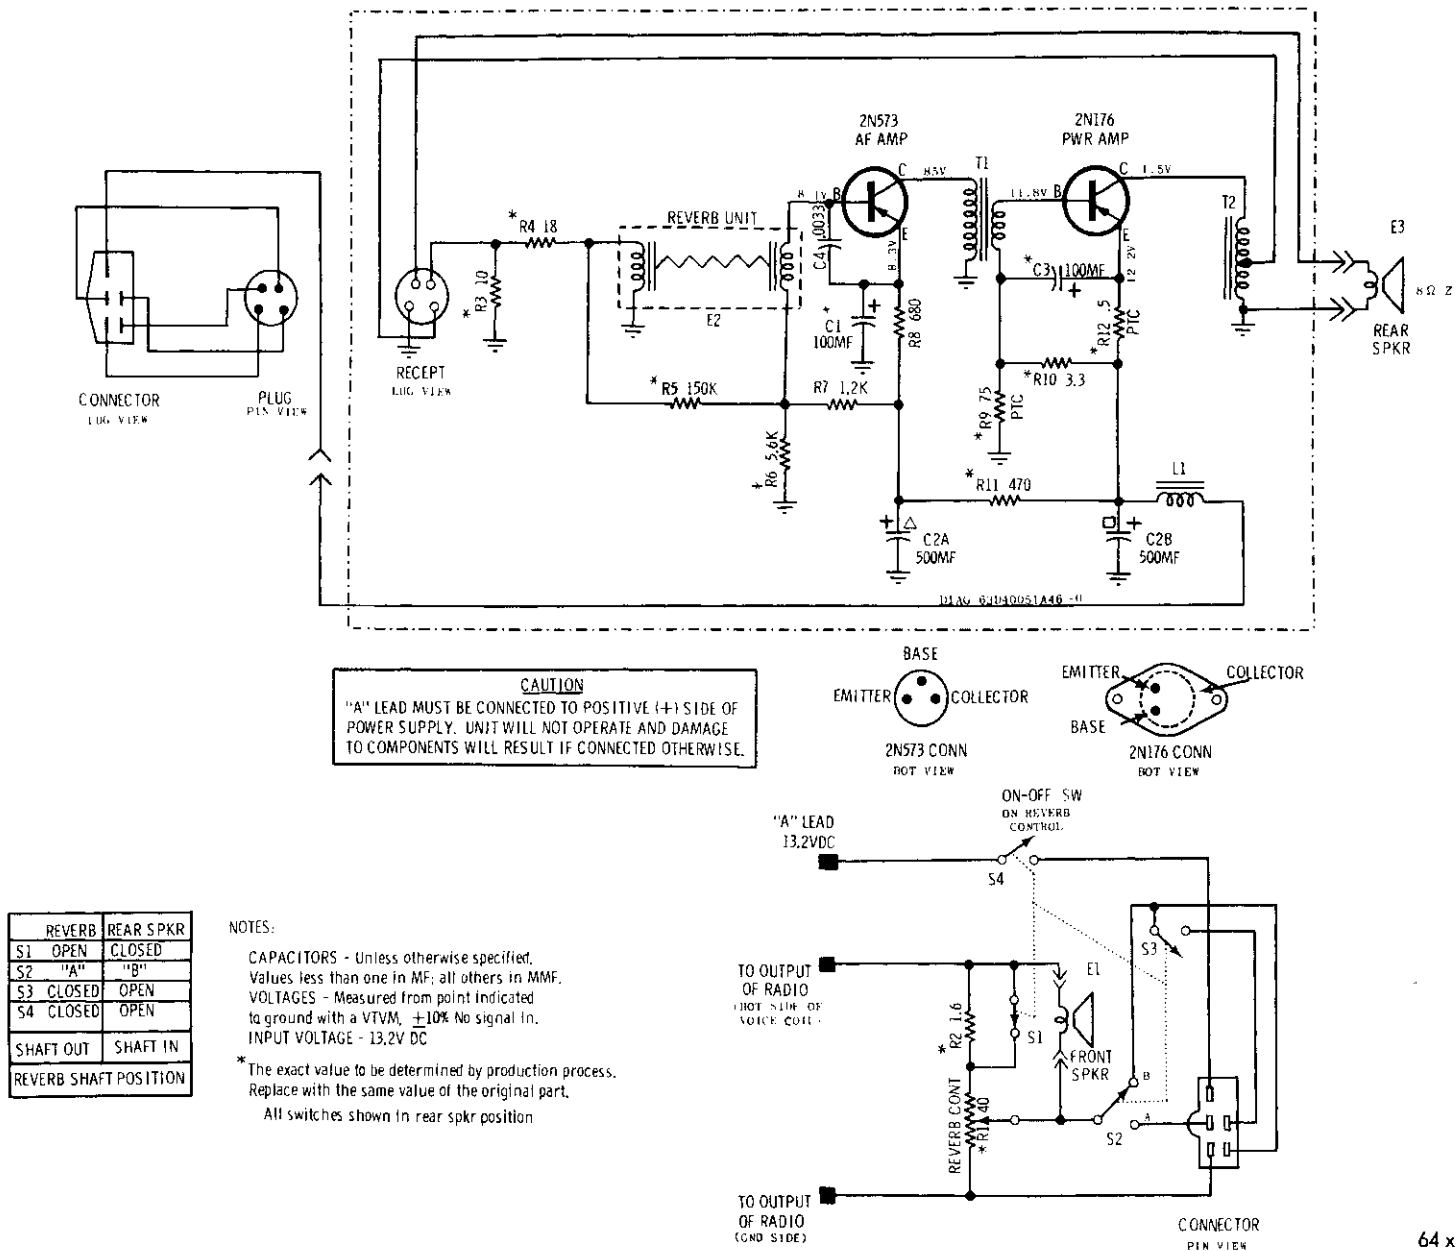 2N573
AF AMP
2N176
PWR AMP
C
85V
T1
C
1.5V
8.1V
B
11.8V
B
T2
E3
.0033
C4
E
8.3V
E
12.2V
REVERB UNIT
* R4 18
* R3 10
* C3 100MF
+
8Ω Z
REAR
SPKR
E2
* C1
100MF
+
R8 680
R12 .5
PTC
*
RECEPT
LUG VIEW
CONNECTOR
LUG VIEW
PLUG
PIN VIEW
* R5 150K
R7 1.2K
* R10 3.3
* R9 75
PTC
* R6 5.6K
* R11 470
L1
+
C2A
500MF
+
C2B
500MF
DIAG 63D40051A46 -0
CAUTION
"A" LEAD MUST BE CONNECTED TO POSITIVE (+) SIDE OF
POWER SUPPLY. UNIT WILL NOT OPERATE AND DAMAGE
TO COMPONENTS WILL RESULT IF CONNECTED OTHERWISE.
BASE
EMITTER
COLLECTOR
2N573 CONN
BOT VIEW
EMITTER
COLLECTOR
BASE
2N176 CONN
BOT VIEW
ON-OFF SW
ON REVERB
CONTROL
"A" LEAD
13.2VDC
S4
S3
REVERB REAR SPKR
S1 OPEN CLOSED
S2 "A" "B"
S3 CLOSED OPEN
S4 CLOSED OPEN
SHAFT OUT SHAFT IN
REVERB SHAFT POSITION
NOTES:
CAPACITORS - Unless otherwise specified,
Values less than one in MF; all others in MMF.
VOLTAGES - Measured from point indicated
to ground with a VTVM, ±10% No signal in.
INPUT VOLTAGE - 13.2V DC
* The exact value to be determined by production process.
Replace with the same value of the original part.
All switches shown in rear spkr position
TO OUTPUT
OF RADIO
(HOT SIDE OF
VOICE COIL)
E1
* R2 1.6
S1
FRONT
SPKR
REVERB CONT
* R1 40
B
A
S2
TO OUTPUT
OF RADIO
(GND SIDE)
CONNECTOR
PIN VIEW
64 x